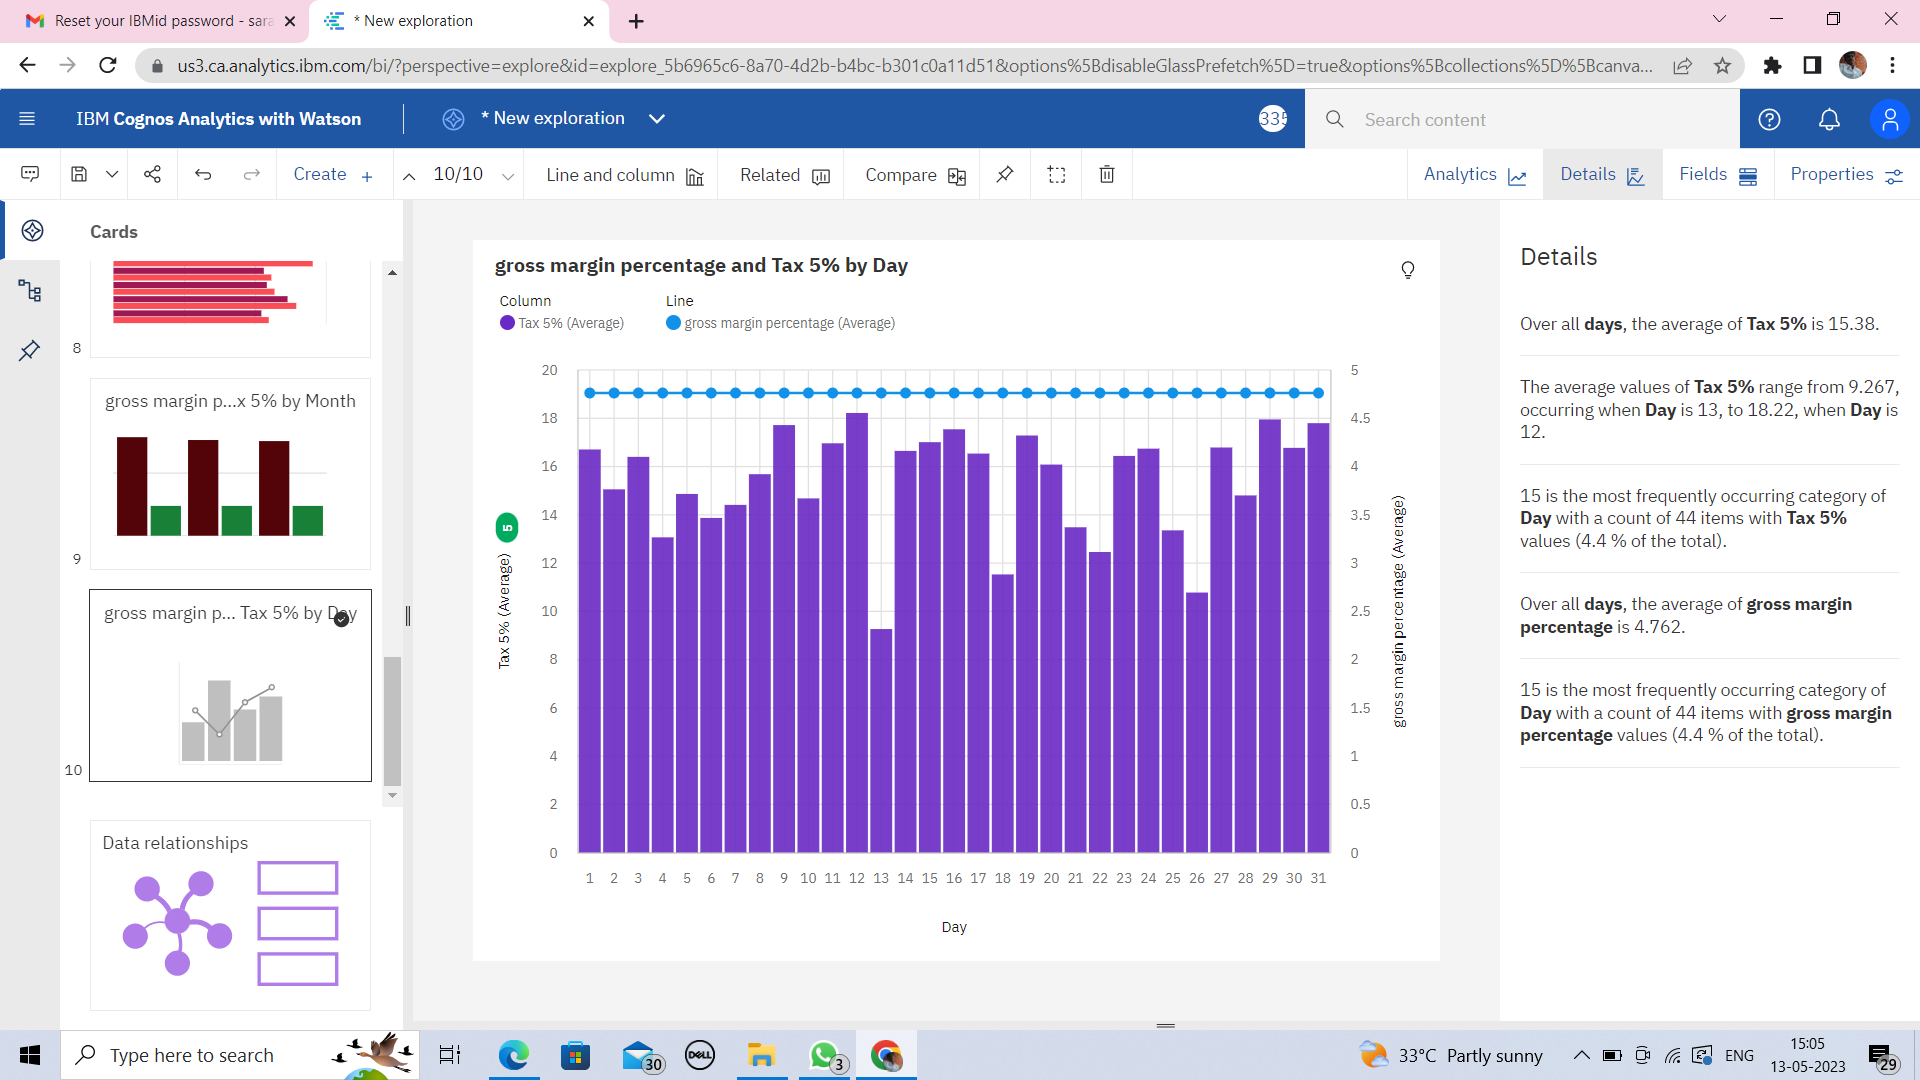 Reset your IBMid password - sara
* New exploration
us3.ca.analytics.ibm.com/bi/?perspective=explore&id=explore_5b6965c6-8a70-4d2b-b4bc-b301c0a11d51&options%5BdisableGlassPrefetch%5D=true&options%5Bcollections%5D%5Bcanva...
IBM Cognos Analytics with Watson
* New exploration
335
Search content
Create
10/10
Line and column
Related
Compare
Analytics
Details
Fields
Properties
Cards
8
gross margin p...x 5% by Month
9
gross margin p... Tax 5% by Day
10
Data relationships
gross margin percentage and Tax 5% by Day
Column
Line
Tax 5% (Average)
gross margin percentage (Average)
20
18
16
14
12
10
8
6
4
2
0
5
Tax 5% (Average)
5
4.5
4
3.5
3
2.5
2
1.5
1
0.5
0
gross margin percentage (Average)
1 2 3 4 5 6 7 8 9 10 11 12 13 14 15 16 17 18 19 20 21 22 23 24 25 26 27 28 29 30 31
Day
Details
Over all days, the average of Tax 5% is 15.38.
The average values of Tax 5% range from 9.267,
occurring when Day is 13, to 18.22, when Day is
12.
15 is the most frequently occurring category of
Day with a count of 44 items with Tax 5%
values (4.4 % of the total).
Over all days, the average of gross margin
percentage is 4.762.
15 is the most frequently occurring category of
Day with a count of 44 items with gross margin
percentage values (4.4 % of the total).
Type here to search
30
DELL
3
33°C Partly sunny
ENG
15:05
13-05-2023
29